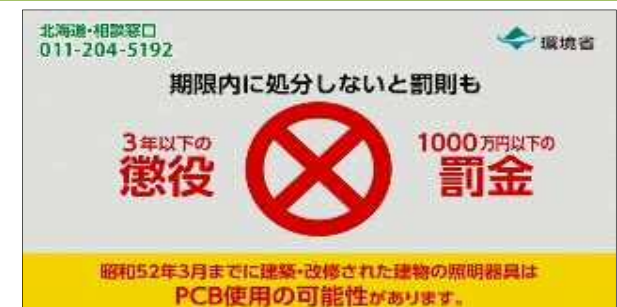 北海道・相談窓口
011-204-5192
環境省
期限内に処分しないと罰則も
3年以下の
懲役
1000万円以下の
罰金
昭和52年3月までに建築・改修された建物の照明器具は
PCB使用の可能性があります。